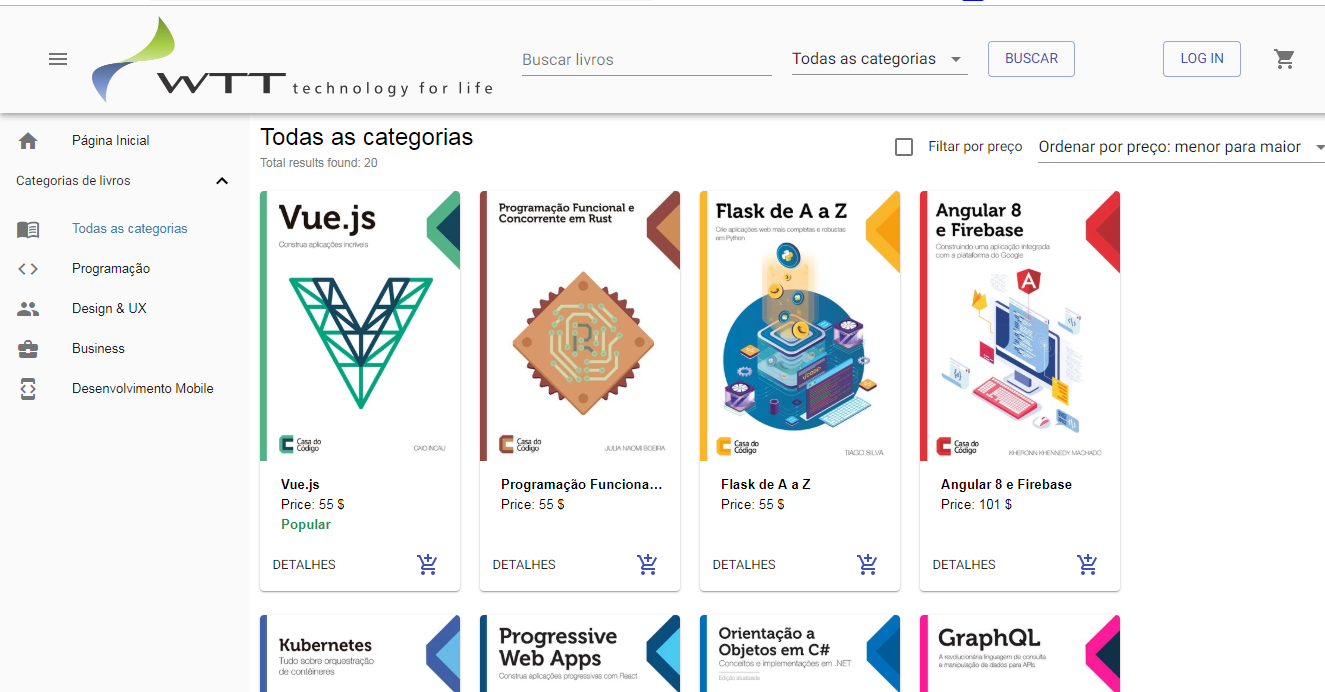 WTT technology for life
Buscar livros
Todas as categorias
BUSCAR
LOG IN
Página Inicial
Categorias de livros
Todas as categorias
Programação
Design & UX
Business
Desenvolvimento Mobile
Todas as categorias
Total results found: 20
Filtar por preço
Ordenar por preço: menor para maior
Vue.js
Construa aplicações incríveis
Casa do
Código
CAIO INCAU
Vue.js
Price: 55 $
Popular
DETALHES
Programação Funcional e
Concorrente em Rust
R
Casa do
Código
JULIA NAOMI BOEIRA
Programação Funciona...
Price: 55 $
DETALHES
Flask de A a Z
Crie aplicações web mais completas e robustas
em Python
Casa do
Código
TIAGO SILVA
Flask de A a Z
Price: 55 $
DETALHES
Angular 8
e Firebase
Construindo uma aplicação integrada
com a plataforma do Google
A
Casa do
Código
KHERONN KHENNEDY MACHADO
Angular 8 e Firebase
Price: 101 $
DETALHES
Kubernetes
Tudo sobre orquestração
de contêineres
Progressive
Web Apps
Construa aplicações progressivas com React
Orientação a
Objetos em C#
Conceitos e implementações em .NET
Edição atualizada
GraphQL
A revolucionária linguagem de consulta
e manipulação de dados para APIs